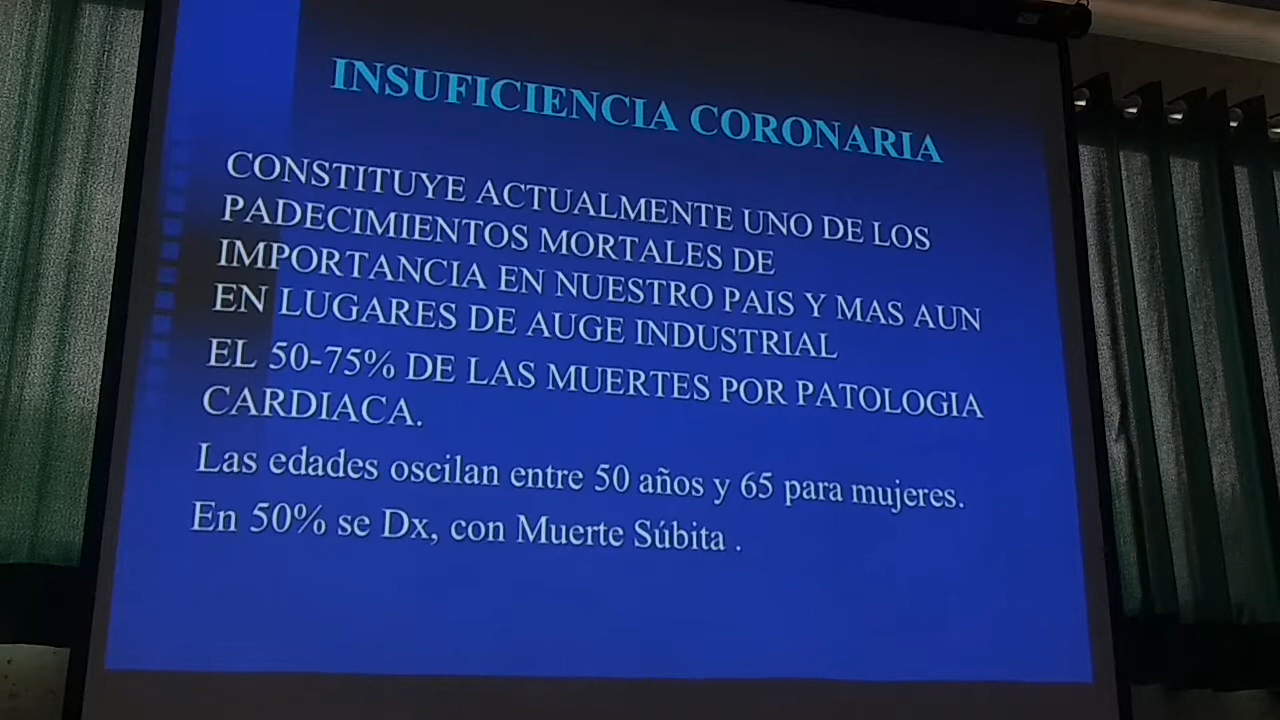 INSUFICIENCIA CORONARIA
CONSTITUYE ACTUALMENTE UNO DE LOS
PADECIMIENTOS MORTALES DE
IMPORTANCIA EN NUESTRO PAIS Y MAS AUN
EN LUGARES DE AUGE INDUSTRIAL
EL 50-75% DE LAS MUERTES POR PATOLOGIA
CARDIACA.
Las edades oscilan entre 50 años y 65 para mujeres.
En 50% se Dx, con Muerte Súbita .